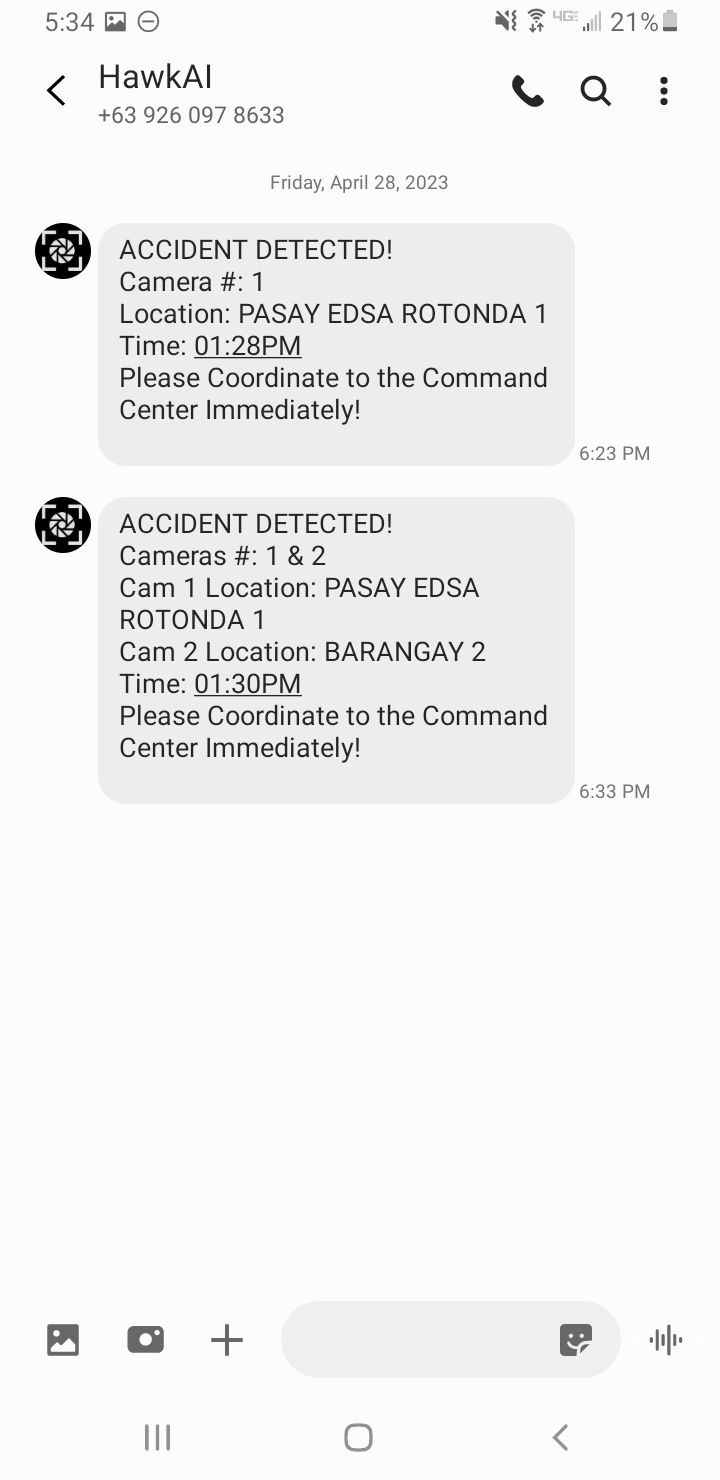 5:34
4GE 21%
HawkAI
+63 926 097 8633
Friday, April 28, 2023
ACCIDENT DETECTED!
Camera #: 1
Location: PASAY EDSA ROTONDA 1
Time: 01:28PM
Please Coordinate to the Command
Center Immediately!
6:23 PM
ACCIDENT DETECTED!
Cameras #: 1 & 2
Cam 1 Location: PASAY EDSA
ROTONDA 1
Cam 2 Location: BARANGAY 2
Time: 01:30PM
Please Coordinate to the Command
Center Immediately!
6:33 PM